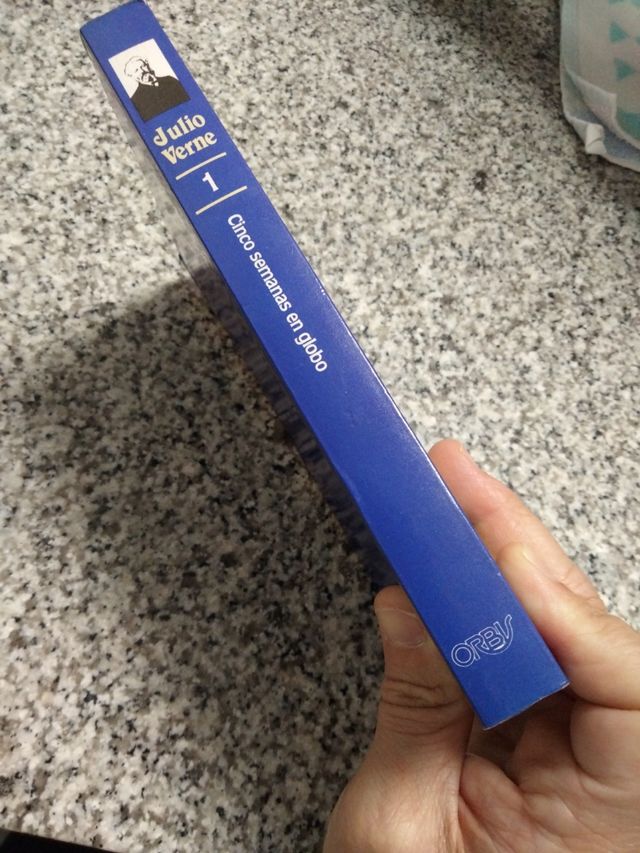 Julio
Verne
1
Cinco semanas en globo
ORBIS